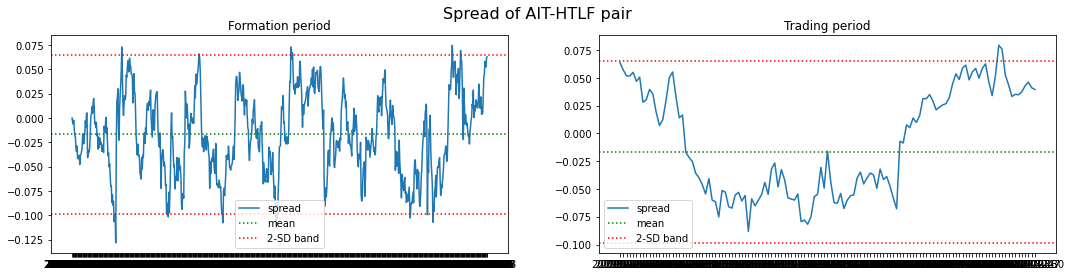 Spread of AIT-HTLF pair
Formation period
0.075
0.050
0.025
0.000
−0.025
−0.050
−0.075
−0.100
−0.125
spread
mean
2-SD band
Trading period
0.075
0.050
0.025
0.000
−0.025
−0.050
−0.075
−0.100
spread
mean
2-SD band